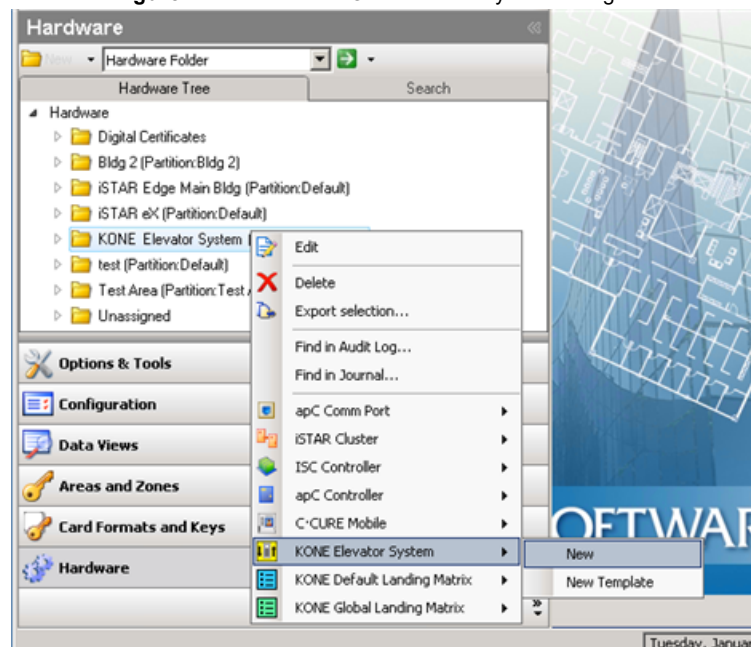 Hardware
New
Hardware Folder
Hardware Tree
Search
Hardware
Digital Certificates
Bldg 2 (Partition:Bldg 2)
iSTAR Edge Main Bldg (Partition:Default)
iSTAR eX (Partition:Default)
KONE Elevator System
test (Partition:Default)
Test Area (Partition:Test
Unassigned
Edit
Delete
Export selection...
Find in Audit Log...
Find in Journal...
apC Comm Port
iSTAR Cluster
ISC Controller
apC Controller
C•CURE Mobile
KONE Elevator System
KONE Default Landing Matrix
KONE Global Landing Matrix
New
New Template
Options & Tools
Configuration
Data Views
Areas and Zones
Card Formats and Keys
Hardware
OFTWAR
Tuesday, Januar